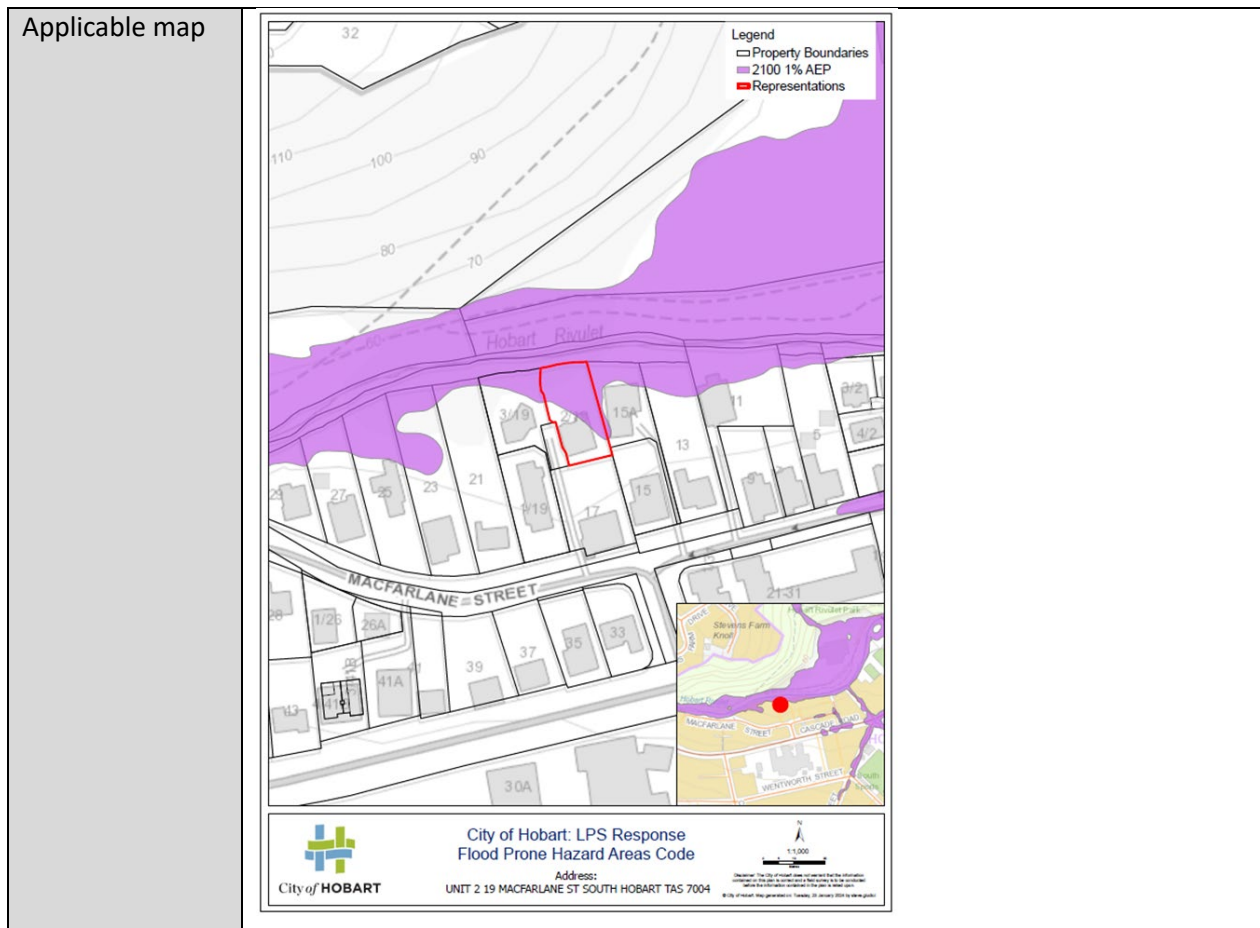 Applicable map
Legend
Property Boundaries
2100 1% AEP
Representations
32
110
100
90
80
70
60
Hobart Rivulet
3/19
15A
11
3/2
4/2
5
13
9
29
27
25
23
21
1/19
17
15
MACFARLANE STREET
21-31
28
1/26
26A
41A
39
37
35
33
43
30A
Stevens Farm
Knoll
DRIVE
MACFARLANE STREET
CASCADE ROAD
WENTWORTH STREET
City of HOBART
City of Hobart: LPS Response
Flood Prone Hazard Areas Code
Address:
UNIT 2 19 MACFARLANE ST SOUTH HOBART TAS 7004
N
1:1,000